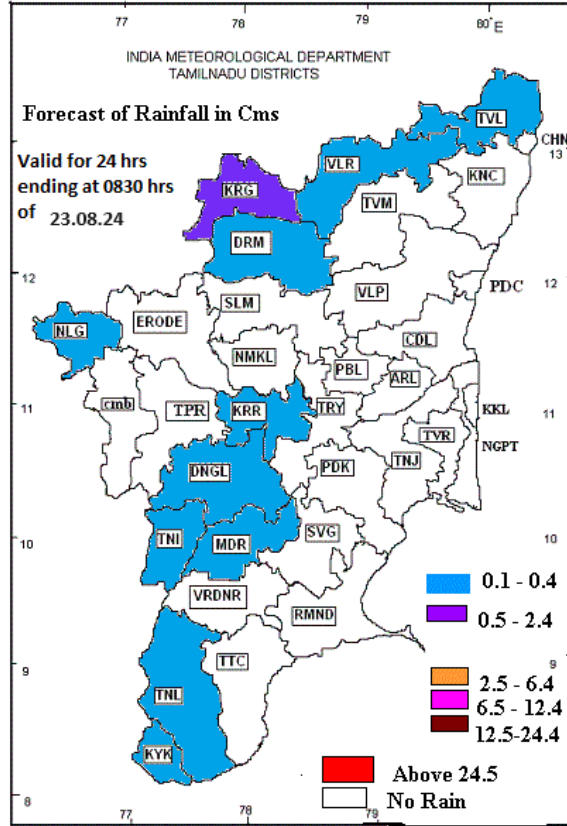 77 78 79 80 E
INDIA METEOROLOGICAL DEPARTMENT
TAMILNADU DISTRICTS
Forecast of Rainfall in Cms
Valid for 24 hrs
ending at 0830 hrs
of 23.08.24
TVL
CHN
13
VLR
KNC
KRG
TVM
DRM
12
12
VLP
PDC
SLM
NLG
ERODE
CDL
NMKL
PBL
ARL
11
cmb
TPR
KRR
TRY
KKL
11
TVR
NGPT
DNGL
PDK
TNJ
10
TNI
MDR
SVG
10
0.1 - 0.4
VRDNR
RMND
0.5 - 2.4
9
TTC
9
2.5 - 6.4
TNL
6.5 - 12.4
12.5-24.4
KYK
Above 24.5
8
No Rain
77 78 79